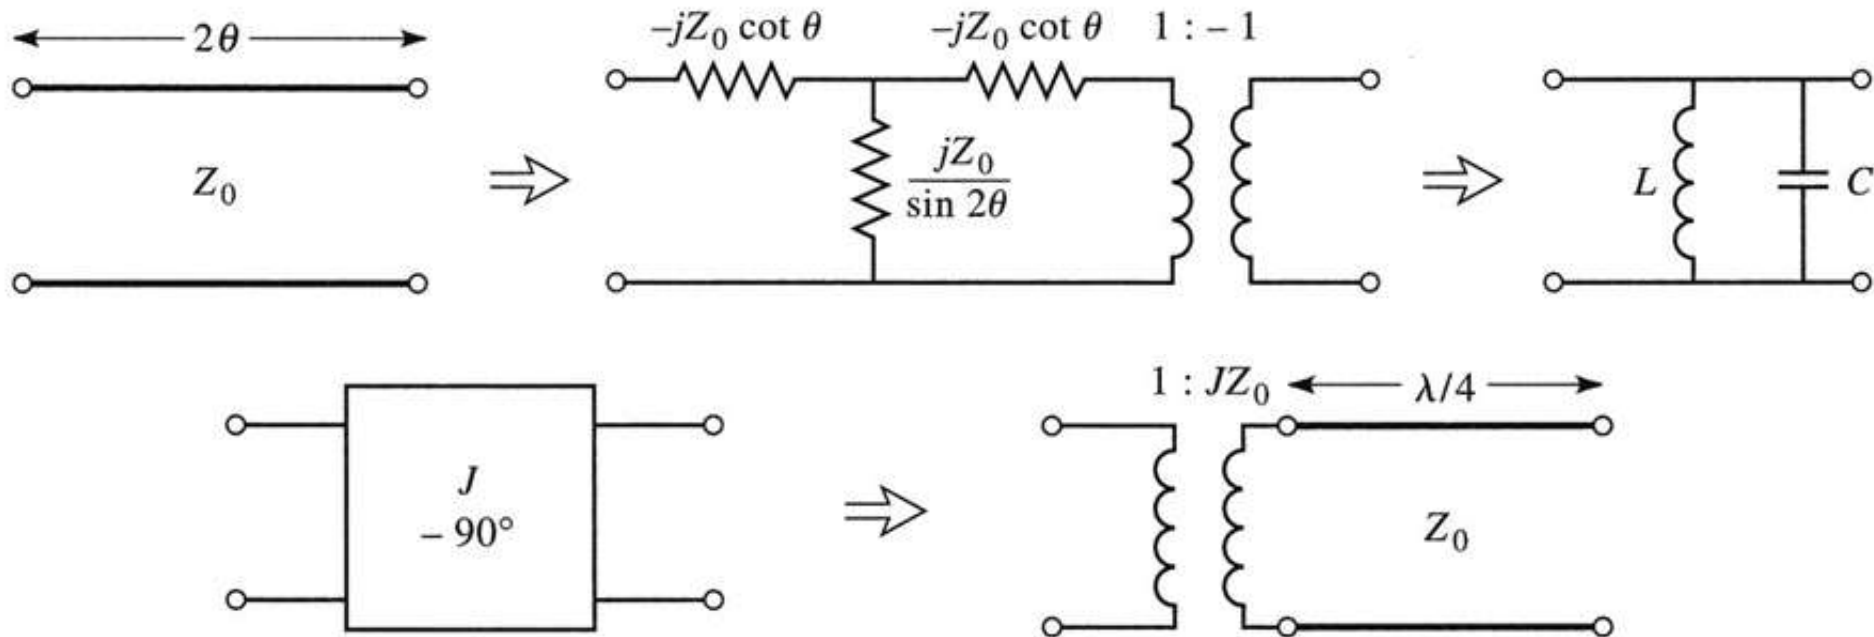 2θ
Z₀
–jZ₀ cot θ
–jZ₀ cot θ
1 : – 1
jZ₀
sin 2θ
L
C
J
– 90°
1 : JZ₀
λ/4
Z₀